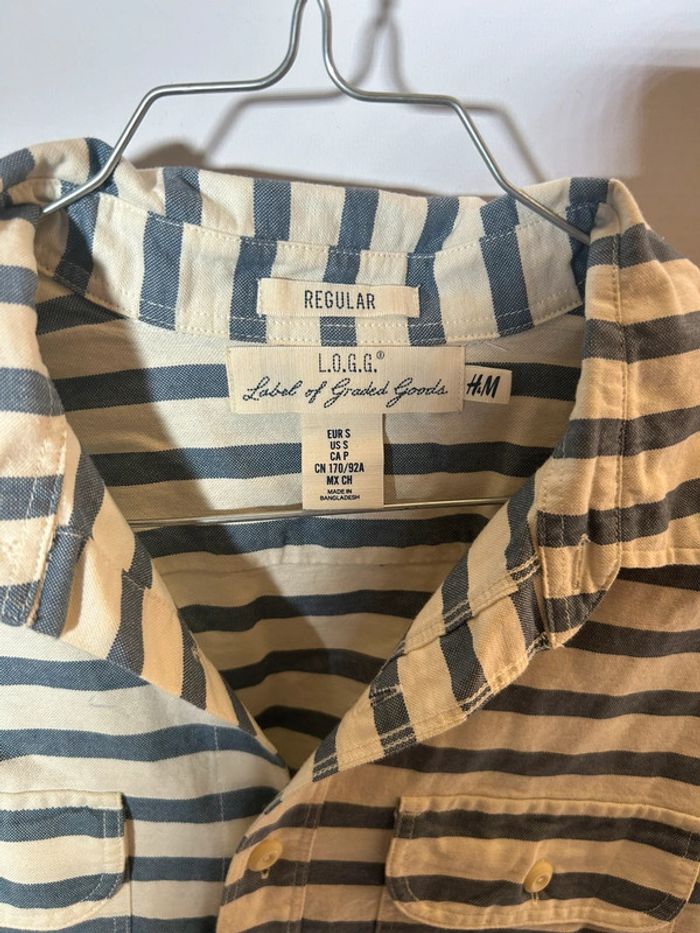 REGULAR
L.O.G.G.®
Label of Graded Goods.
H&M
EUR S
US S
CA P
CN 170/92A
MX CH
MADE IN
BANGLADESH